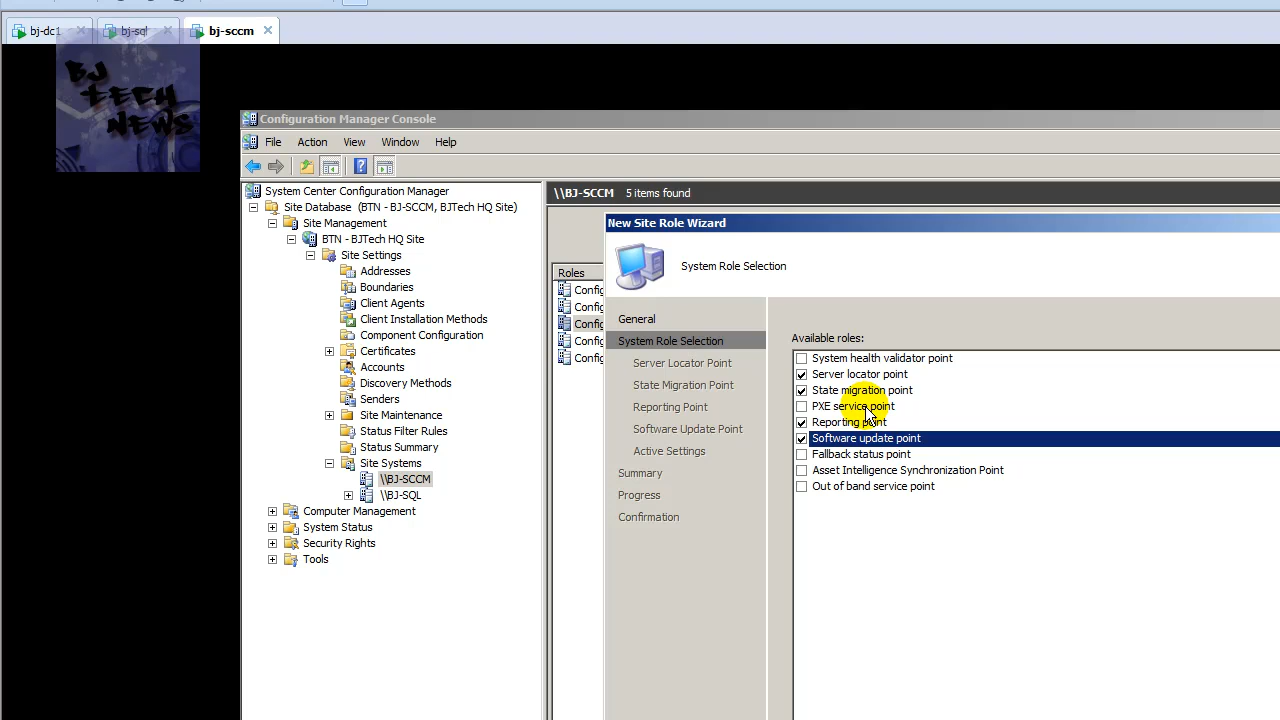 bj-dc1
bj-sql
bj-sccm
BJ
TECH
NEWS
Configuration Manager Console
File Action View Window Help
System Center Configuration Manager
Site Database (BTN - BJ-SCCM, BJTech HQ Site)
Site Management
BTN - BJTech HQ Site
Site Settings
Addresses
Boundaries
Client Agents
Client Installation Methods
Component Configuration
Certificates
Accounts
Discovery Methods
Senders
Site Maintenance
Status Filter Rules
Status Summary
Site Systems
\\BJ-SCCM
\\BJ-SQL
Computer Management
System Status
Security Rights
Tools
\\BJ-SCCM 5 items found
Roles
Config
Config
Config
Config
Config
New Site Role Wizard
System Role Selection
General
System Role Selection
Server Locator Point
State Migration Point
Reporting Point
Software Update Point
Active Settings
Summary
Progress
Confirmation
Available roles:
System health validator point
Server locator point
State migration point
PXE service point
Reporting point
Software update point
Fallback status point
Asset Intelligence Synchronization Point
Out of band service point